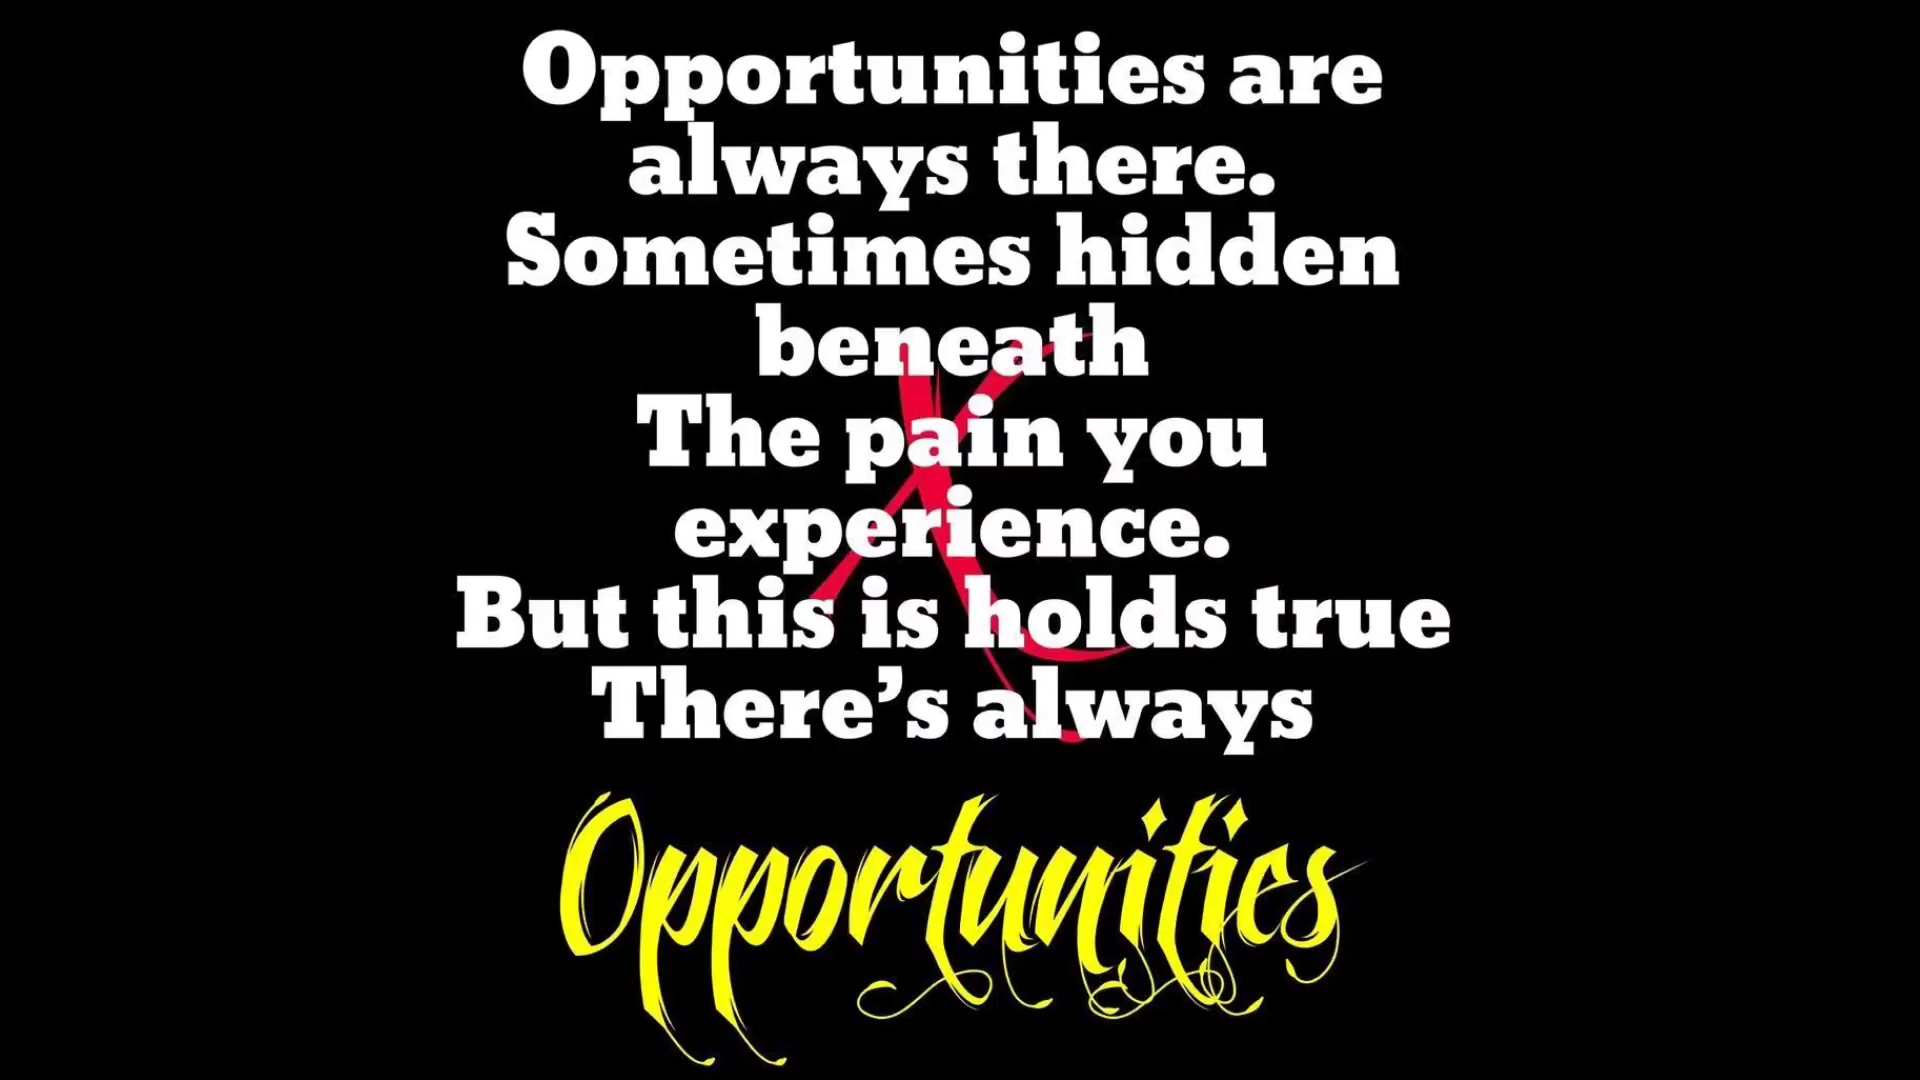 Opportunities are
always there.
Sometimes hidden
beneath
The pain you
experience.
But this is holds true
There’s always
Opportunities